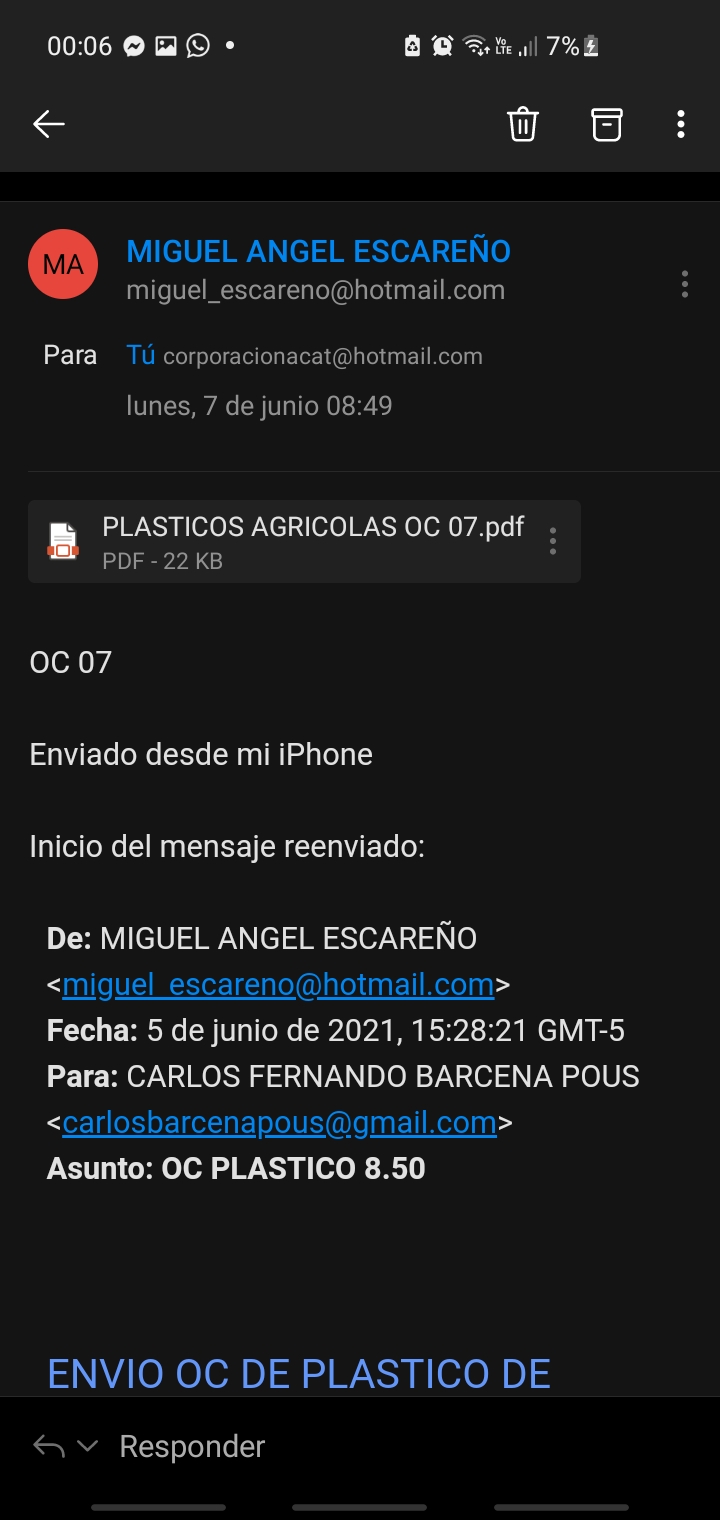 00:06 Vo LTE 7%
MA MIGUEL ANGEL ESCAREÑO
miguel_escareno@hotmail.com
Para Tú corporacionacat@hotmail.com
lunes, 7 de junio 08:49
PLASTICOS AGRICOLAS OC 07.pdf
PDF - 22 KB
OC 07
Enviado desde mi iPhone
Inicio del mensaje reenviado:
De: MIGUEL ANGEL ESCAREÑO
<miguel_escareno@hotmail.com>
Fecha: 5 de junio de 2021, 15:28:21 GMT-5
Para: CARLOS FERNANDO BARCENA POUS
<carlosbarcenapous@gmail.com>
Asunto: OC PLASTICO 8.50
ENVIO OC DE PLASTICO DE
Responder